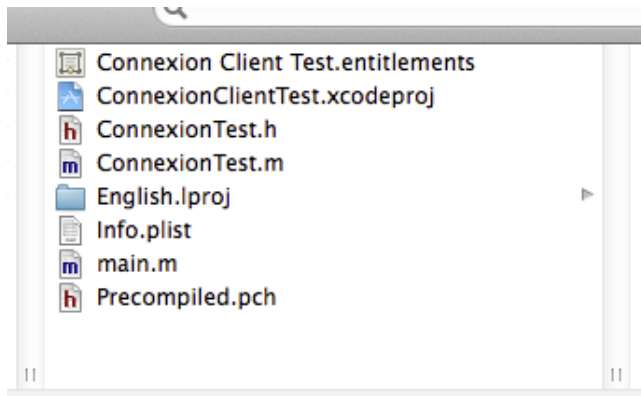 Connexion Client Test.entitlements
ConnexionClientTest.xcodeproj
h ConnexionTest.h
m ConnexionTest.m
English.lproj
Info.plist
m main.m
h Precompiled.pch